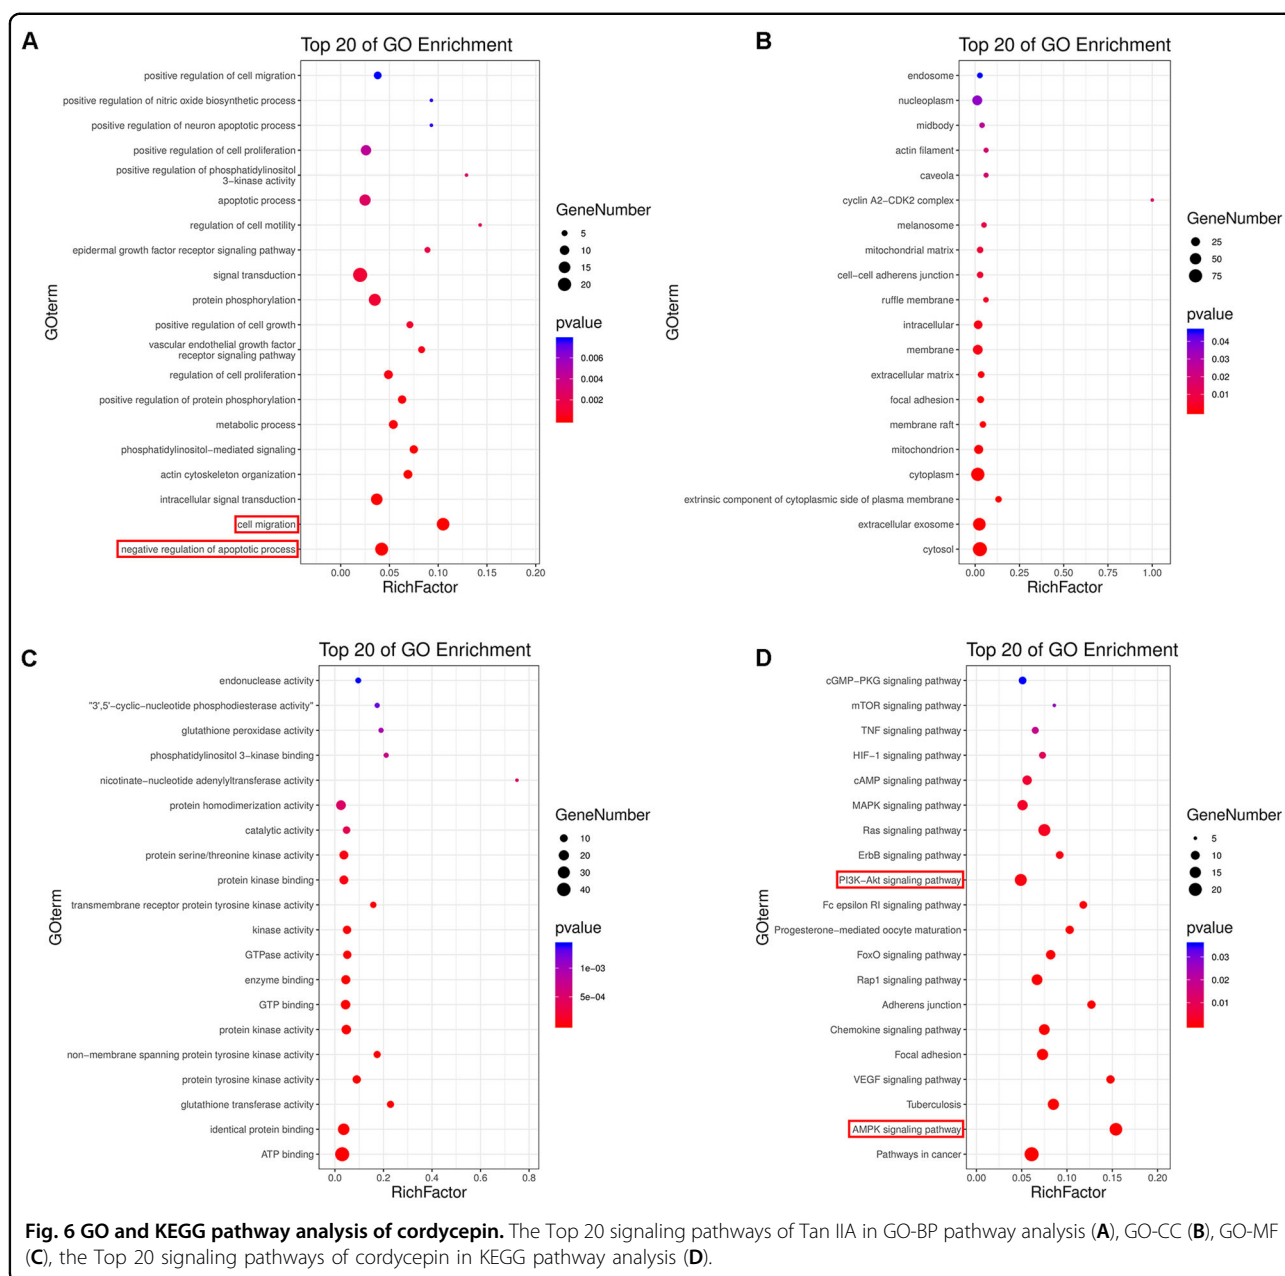 A
Top 20 of GO Enrichment
GOterm
positive regulation of cell migration
positive regulation of nitric oxide biosynthetic process
positive regulation of neuron apoptotic process
positive regulation of cell proliferation
positive regulation of phosphatidylinositol
3−kinase activity
apoptotic process
regulation of cell motility
epidermal growth factor receptor signaling pathway
signal transduction
protein phosphorylation
positive regulation of cell growth
vascular endothelial growth factor
receptor signaling pathway
regulation of cell proliferation
positive regulation of protein phosphorylation
metabolic process
phosphatidylinositol−mediated signaling
actin cytoskeleton organization
intracellular signal transduction
cell migration
negative regulation of apoptotic process
0.00 0.05 0.10 0.15 0.20
RichFactor
GeneNumber
5
10
15
20
pvalue
0.006
0.004
0.002
B
Top 20 of GO Enrichment
GOterm
endosome
nucleoplasm
midbody
actin filament
caveola
cyclin A2−CDK2 complex
melanosome
mitochondrial matrix
cell−cell adherens junction
ruffle membrane
intracellular
membrane
extracellular matrix
focal adhesion
membrane raft
mitochondrion
cytoplasm
extrinsic component of cytoplasmic side of plasma membrane
extracellular exosome
cytosol
0.00 0.25 0.50 0.75 1.00
RichFactor
GeneNumber
25
50
75
pvalue
0.04
0.03
0.02
0.01
C
Top 20 of GO Enrichment
GOterm
endonuclease activity
"3',5'−cyclic−nucleotide phosphodiesterase activity"
glutathione peroxidase activity
phosphatidylinositol 3−kinase binding
nicotinate−nucleotide adenylyltransferase activity
protein homodimerization activity
catalytic activity
protein serine/threonine kinase activity
protein kinase binding
transmembrane receptor protein tyrosine kinase activity
kinase activity
GTPase activity
enzyme binding
GTP binding
protein kinase activity
non−membrane spanning protein tyrosine kinase activity
protein tyrosine kinase activity
glutathione transferase activity
identical protein binding
ATP binding
0.0 0.2 0.4 0.6 0.8
RichFactor
GeneNumber
10
20
30
40
pvalue
1e−03
5e−04
D
Top 20 of GO Enrichment
GOterm
cGMP−PKG signaling pathway
mTOR signaling pathway
TNF signaling pathway
HIF−1 signaling pathway
cAMP signaling pathway
MAPK signaling pathway
Ras signaling pathway
ErbB signaling pathway
PI3K−Akt signaling pathway
Fc epsilon RI signaling pathway
Progesterone−mediated oocyte maturation
FoxO signaling pathway
Rap1 signaling pathway
Adherens junction
Chemokine signaling pathway
Focal adhesion
VEGF signaling pathway
Tuberculosis
AMPK signaling pathway
Pathways in cancer
0.00 0.05 0.10 0.15 0.20
RichFactor
GeneNumber
5
10
15
20
pvalue
0.03
0.02
0.01
Fig. 6 GO and KEGG pathway analysis of cordycepin. The Top 20 signaling pathways of Tan IIA in GO-BP pathway analysis (A), GO-CC (B), GO-MF
(C), the Top 20 signaling pathways of cordycepin in KEGG pathway analysis (D).